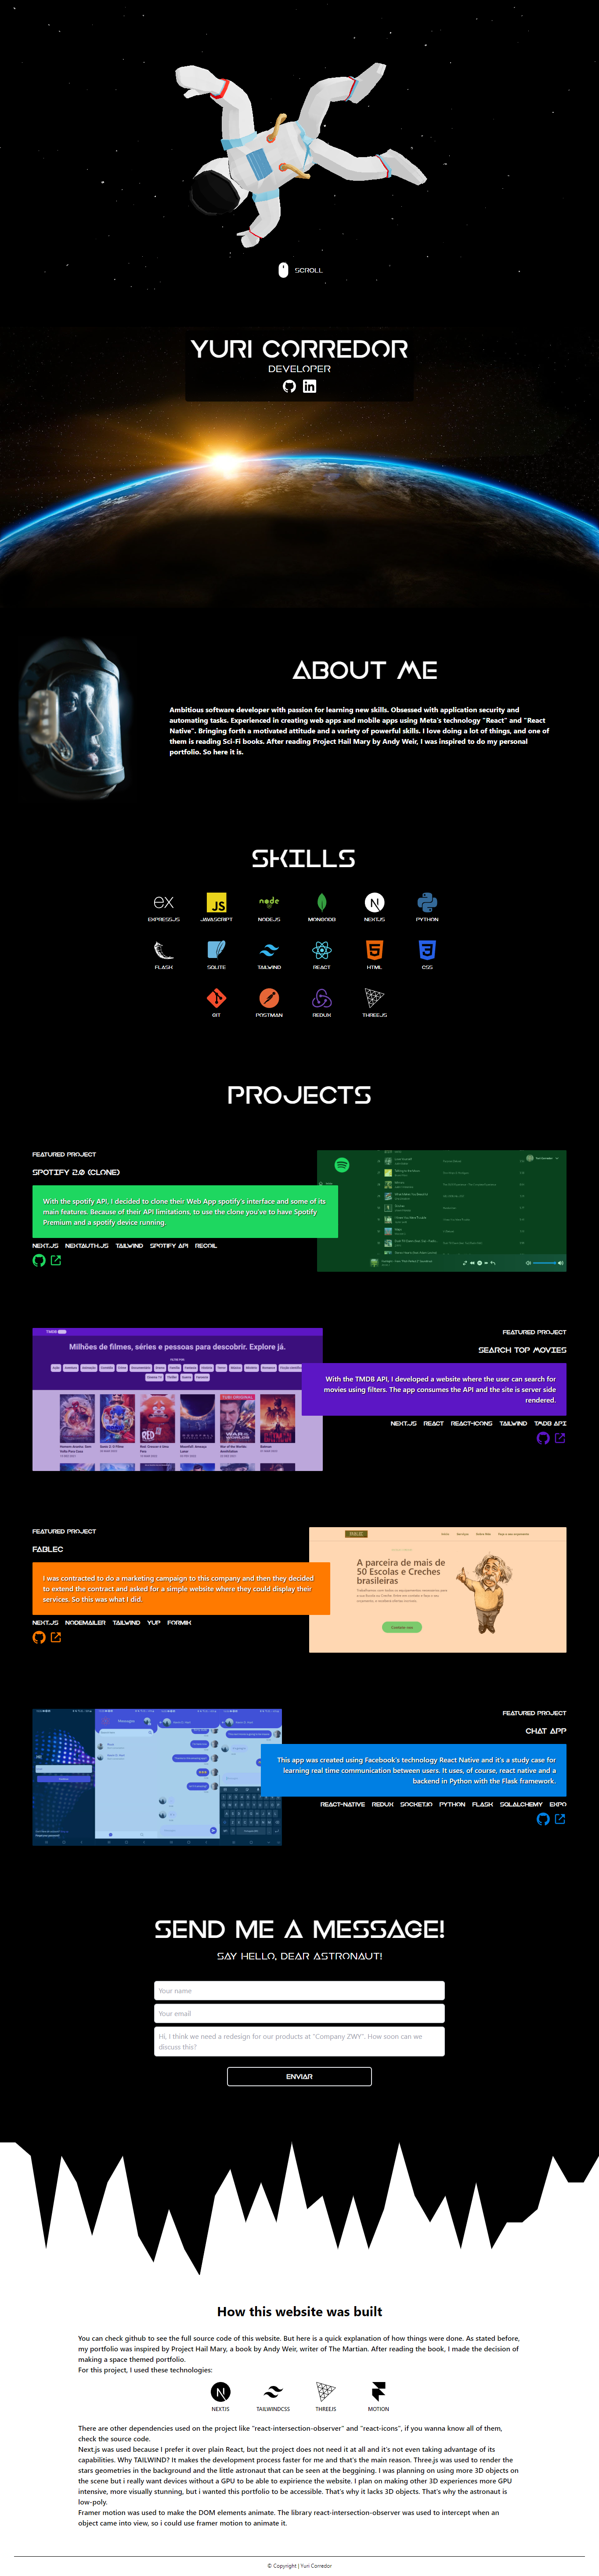 SCROLL
YURI CORREDOR
DEVELOPER
ABOUT ME
Ambitious software developer with passion for learning new skills. Obsessed with application security and
automating tasks. Experienced in creating web apps and mobile apps using Meta's technology "React" and "React
Native". Bringing forth a motivated attitude and a variety of powerful skills. I love doing a lot of things, and one of
them is reading Sci-Fi books. After reading Project Hail Mary by Andy Weir, I was inspired to do my personal
portfolio. So here it is.
SKILLS
EXPRESSJS JAVASCRIPT NODEJS MONGODB NEXTJS PYTHON
FLASK SQLITE TAILWIND REACT HTML CSS
GIT POSTMAN REDUX THREEJS
PROJECTS
FEATURED PROJECT
SPOTIFY 2.0 (CLONE)
With the spotify API, I decided to clone their Web App spotify's interface and some of its
main features. Because of their API limitations, to use the clone you've to have Spotify
Premium and a spotify device running.
NEXT.JS NEXTAUTH.JS TAILWIND SPOTIFY API RECOIL
Milhões de filmes, séries e pessoas para descobrir. Explore já.
FEATURED PROJECT
SEARCH TOP MOVIES
With the TMDB API, I developed a website where the user can search for
movies using filters. The app consumes the API and the site is server side
rendered.
NEXT.JS REACT REACT-ICONS TAILWIND TMDB API
FEATURED PROJECT
FABLEC
I was contracted to do a marketing campaign to this company and then they decided
to extend the contract and asked for a simple website where they could display their
services. So this was what I did.
NEXT.JS NODEMAILER TAILWIND YUP FORMIK
A parceira de mais de
50 Escolas e Creches
brasileiras
FEATURED PROJECT
CHAT APP
This app was created using Facebook's technology React Native and it's a study case for
learning real time communication between users. It uses, of course, react native and a
backend in Python with the Flask framework.
REACT-NATIVE REDUX SOCKET.IO PYTHON FLASK SQLALCHEMY EXPO
SEND ME A MESSAGE!
SAY HELLO, DEAR ASTRONAUT!
Your name
Your email
Hi, I think we need a redesign for our products at "Company ZWY". How soon can we
discuss this?
ENVIAR
How this website was built
You can check github to see the full source code of this website. But here is a quick explanation of how things were done. As stated before,
my portfolio was inspired by Project Hail Mary, a book by Andy Weir, writer of The Martian. After reading the book, I made the decision of
making a space themed portfolio.
For this project, I used these technologies:
NEXTJS TAILWINDCSS THREEJS MOTION
There are other dependencies used on the project like "react-intersection-observer" and "react-icons", if you wanna know all of them,
check the source code.
Next.js was used because I prefer it over plain React, but the project does not need it at all and it's not even taking advantage of its
capabilities. Why TAILWIND? It makes the development process faster for me and that's the main reason. Three.js was used to render the
stars geometries in the background and the little astronaut that can be seen at the beggining. I was planning on using more 3D objects on
the scene but i really want devices without a GPU to be able to expirience the website. I plan on making other 3D experiences more GPU
intensive, more visually stunning, but i wanted this portfolio to be accessible. That's why it lacks 3D objects. That's why the astronaut is
low-poly.
Framer motion was used to make the DOM elements animate. The library react-intersection-observer was used to intercept when an
object came into view, so i could use framer motion to animate it.
© Copyright | Yuri Corredor